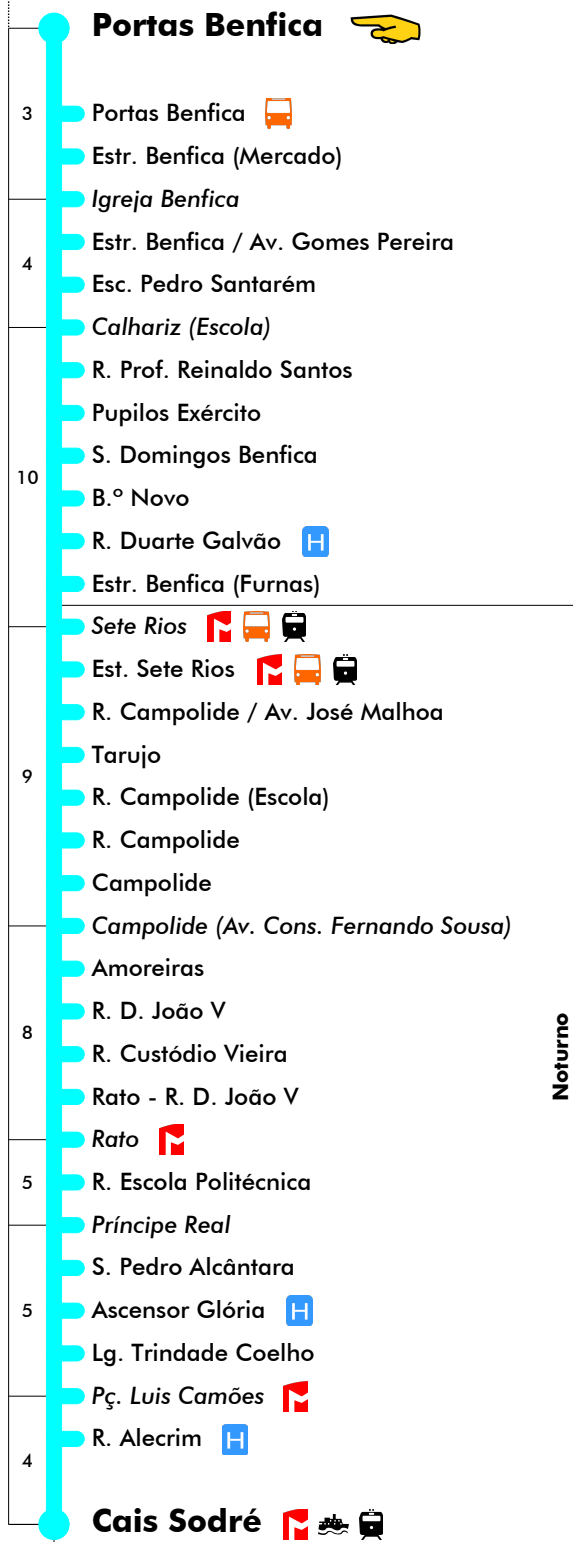 Portas Benfica
3
Portas Benfica
Estr. Benfica (Mercado)
Igreja Benfica
Estr. Benfica / Av. Gomes Pereira
4
Esc. Pedro Santarém
Calhariz (Escola)
R. Prof. Reinaldo Santos
Pupilos Exército
S. Domingos Benfica
10
B.º Novo
R. Duarte Galvão H
Estr. Benfica (Furnas)
Sete Rios
Est. Sete Rios
R. Campolide / Av. José Malhoa
Tarujo
9
R. Campolide (Escola)
R. Campolide
Campolide
Campolide (Av. Cons. Fernando Sousa)
Amoreiras
R. D. João V
8
R. Custódio Vieira
Noturno
Rato - R. D. João V
Rato
5
R. Escola Politécnica
Príncipe Real
S. Pedro Alcântara
5
Ascensor Glória H
Lg. Trindade Coelho
Pç. Luis Camões
R. Alecrim H
4
Cais Sodré